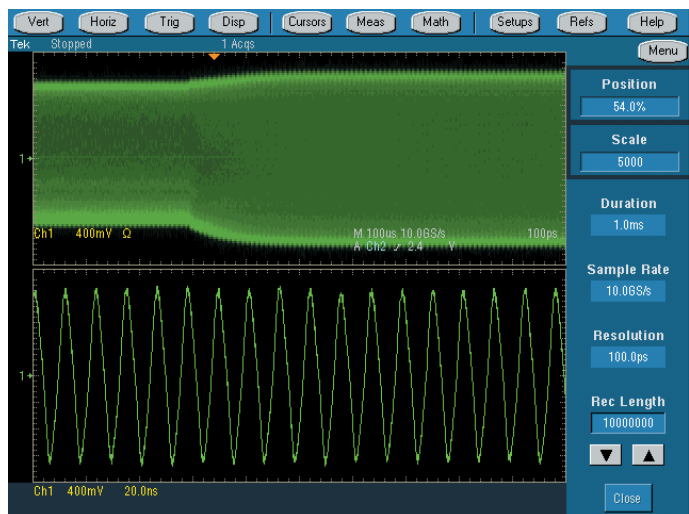 Vert Horiz Trig Disp Cursors Meas Math Setups Refs Help
Tek Stopped 1 Acqs
Menu
Position
54.0%
Scale
5000
1
Duration
1.0ms
Ch1 400mV Ω M 100us 10.0GS/s 100ps
A Ch2 2.4 V
Sample Rate
10.0GS/s
Resolution
100.0ps
1
Rec Length
10000000
Ch1 400mV 20.0ns
Close